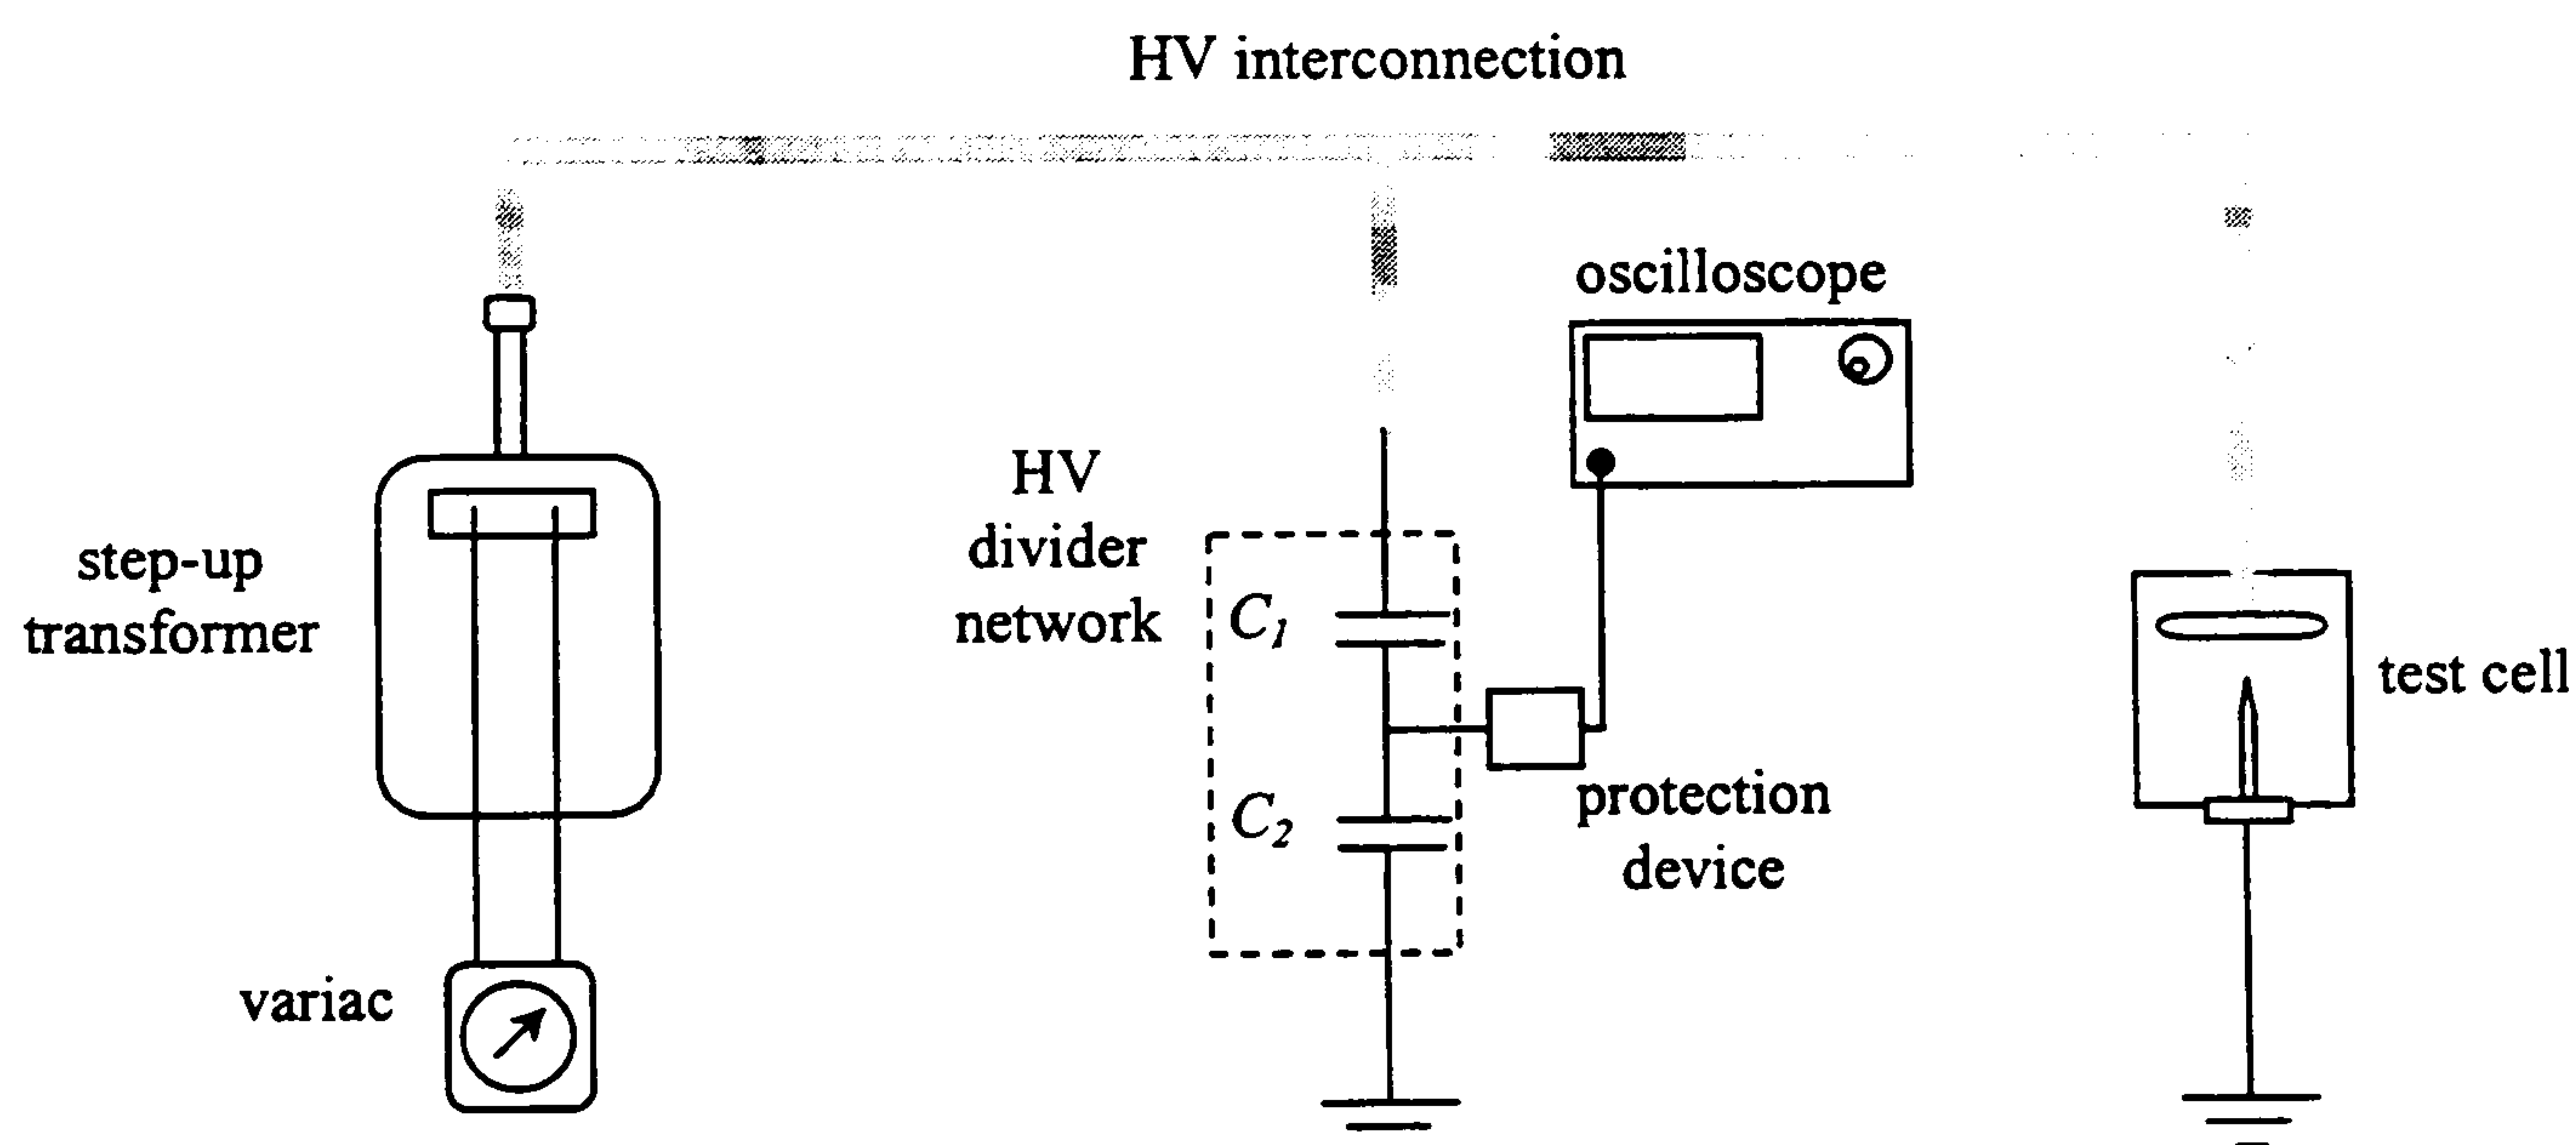 HV interconnection
oscilloscope
HV
divider
network
step-up
transformer
C1
test cell
protection
device
C2
variac